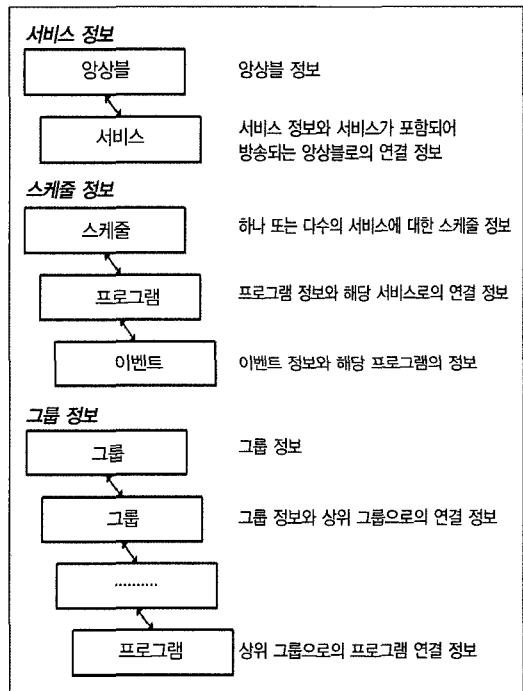 서비스 정보
앙상블 앙상블 정보
서비스 서비스 정보와 서비스가 포함되어
방송되는 앙상블로의 연결 정보
스케줄 정보
스케줄 하나 또는 다수의 서비스에 대한 스케줄 정보
프로그램 프로그램 정보와 해당 서비스로의 연결 정보
이벤트 이벤트 정보와 해당 프로그램의 정보
그룹 정보
그룹 그룹 정보
그룹 그룹 정보와 상위 그룹으로의 연결 정보
..........
프로그램 상위 그룹으로의 프로그램 연결 정보